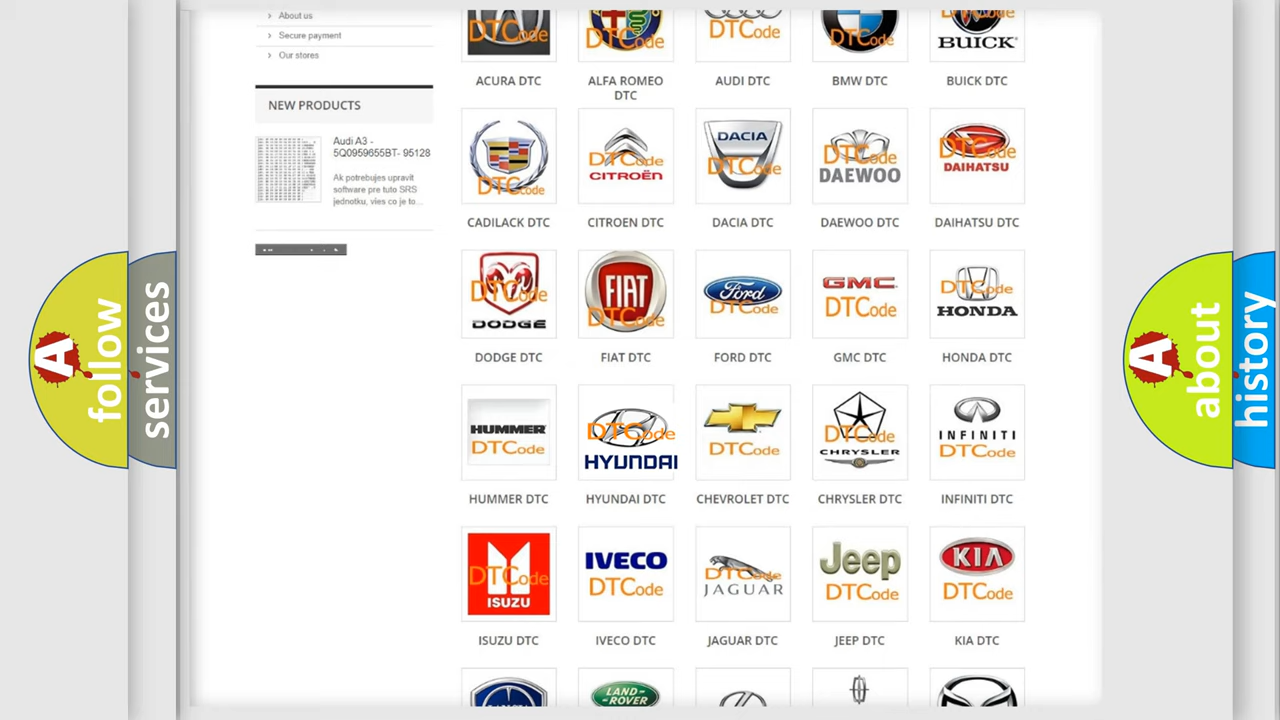 About us
Secure payment
Our stores
NEW PRODUCTS
Audi A3 -
5Q0959655BT- 95128
Ak potrebujes upravit
software pre tuto SRS
jednotku, vies co je to...
DTCode DTCode DTCode DTCode BUICK
ACURA DTC ALFA ROMEO DTC AUDI DTC BMW DTC BUICK DTC
DTCode DTCode CITROËN DACIA DTCode DTCode DAEWOO DTCode DAIHATSU
CADILACK DTC CITROEN DTC DACIA DTC DAEWOO DTC DAIHATSU DTC
DTCode DODGE FIAT DTCode Ford DTCode GMC DTCode DTCode HONDA
DODGE DTC FIAT DTC FORD DTC GMC DTC HONDA DTC
HUMMER DTCode DTCode HYUNDAI DTCode DTCode CHRYSLER INFINITI DTCode
HUMMER DTC HYUNDAI DTC CHEVROLET DTC CHRYSLER DTC INFINITI DTC
DTCode ISUZU IVECO DTCode DTCode JAGUAR Jeep DTCode KIA DTCode
ISUZU DTC IVECO DTC JAGUAR DTC JEEP DTC KIA DTC
LAND-
ROVER
A follow
services
A about
history